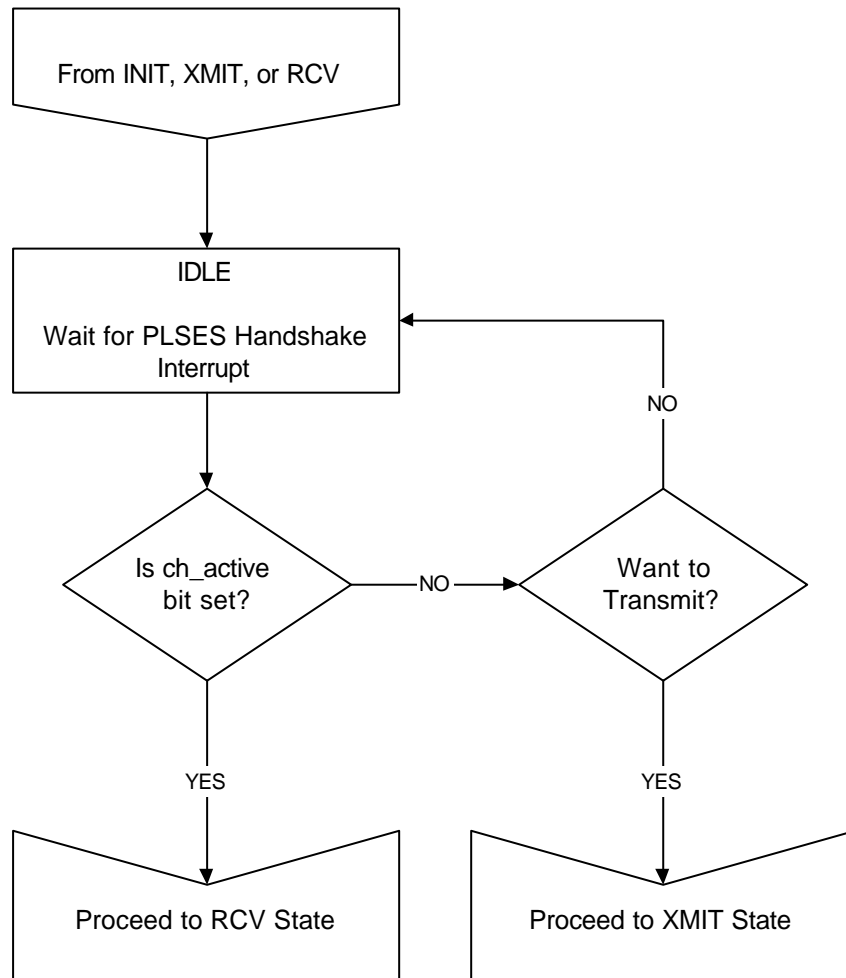 From INIT, XMIT, or RCV
IDLE
Wait for PLSES Handshake
Interrupt
NO
Is ch_active
bit set?
NO
Want to
Transmit?
YES
YES
Proceed to RCV State
Proceed to XMIT State